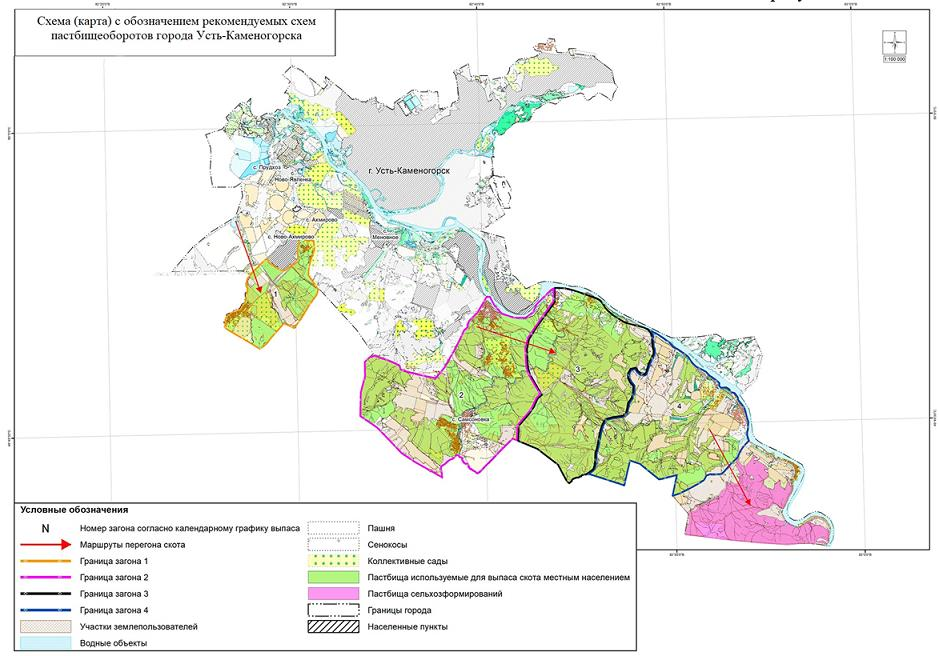 Схема (карта) с обозначением рекомендуемых схем
пастбищеоборотов города Усть-Каменогорска
1:100 000
г. Усть-Каменогорск
с. Прудхоз
с.
Ново-Явленка
с. Ахмирово
с. Ново-Ахмирово
с.
Меновное
1
2
3
4
с. Самсоновка
Условные обозначения
N Номер загона согласно календарному графику выпаса
Маршруты перегона скота
Граница загона 1
Граница загона 2
Граница загона 3
Граница загона 4
Участки землепользователей
Водные объекты
Пашня
Сенокосы
Коллективные сады
Пастбища используемые для выпаса скота местным населением
Пастбища сельхозформирований
Границы города
Населенные пункты